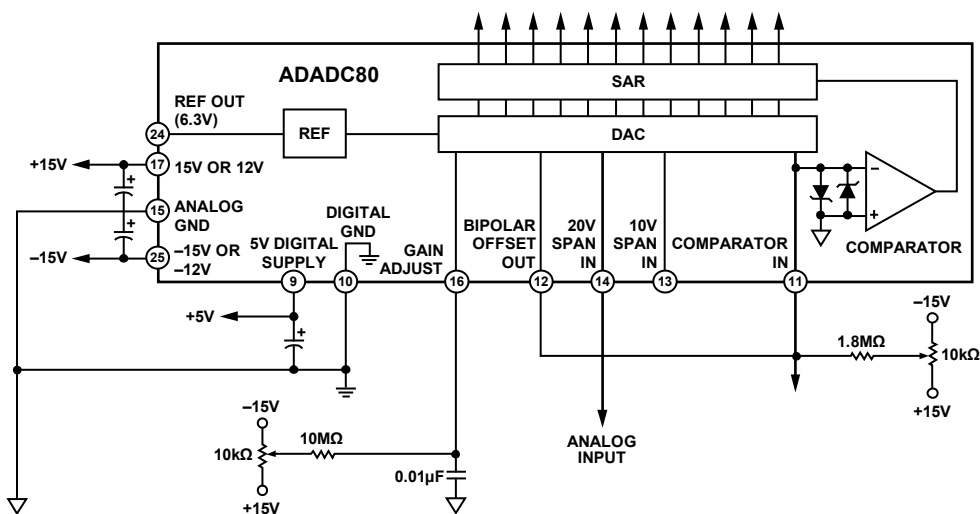 ADADC80
SAR
DAC
REF
REF OUT
(6.3V)
24
+15V
17
15V OR 12V
+
15
ANALOG
GND
+
–15V
25
–15V OR
–12V
5V DIGITAL
SUPPLY
9
DIGITAL
GND
10
GAIN
ADJUST
16
BIPOLAR
OFFSET
OUT
12
20V
SPAN
IN
14
10V
SPAN
IN
13
COMPARATOR
IN
11
–
+
COMPARATOR
+5V
+
–15V
10kΩ
+15V
10MΩ
0.01µF
ANALOG
INPUT
1.8MΩ
–15V
10kΩ
+15V